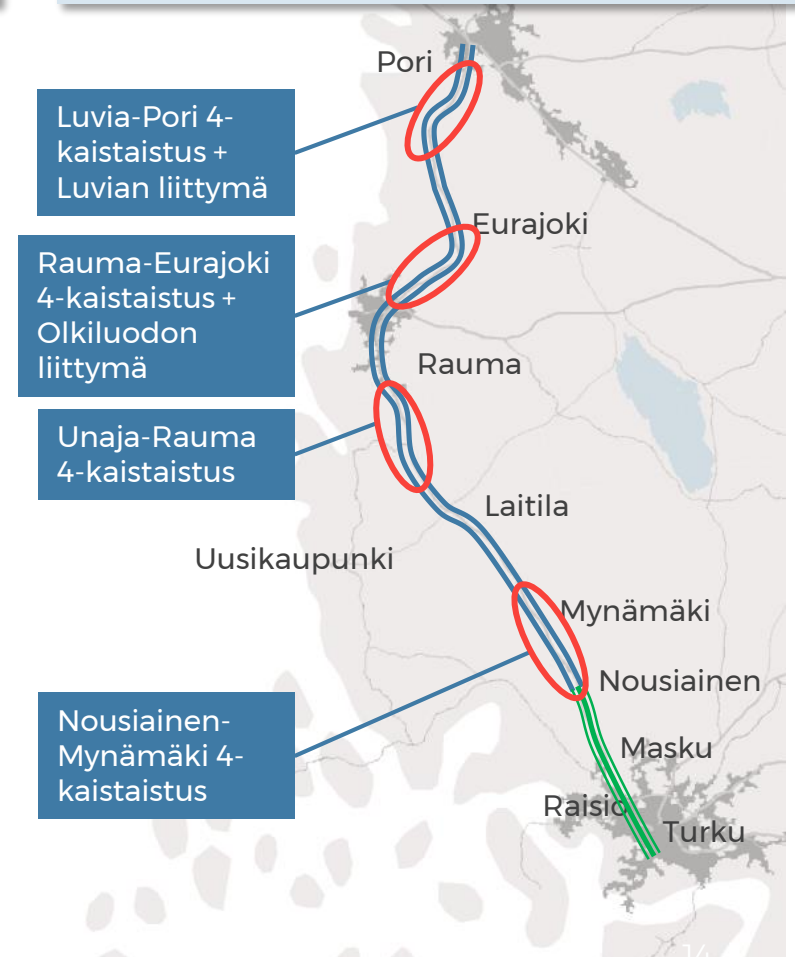 Pori
Luvia-Pori 4-
kaistaistus +
Luvian liittymä
Eurajoki
Rauma-Eurajoki
4-kaistaistus +
Olkiluodon
liittymä
Rauma
Unaja-Rauma
4-kaistaistus
Laitila
Uusikaupunki
Mynämäki
Nousiainen
Nousiainen-
Mynämäki 4-
kaistaistus
Masku
Raisio
Turku
14